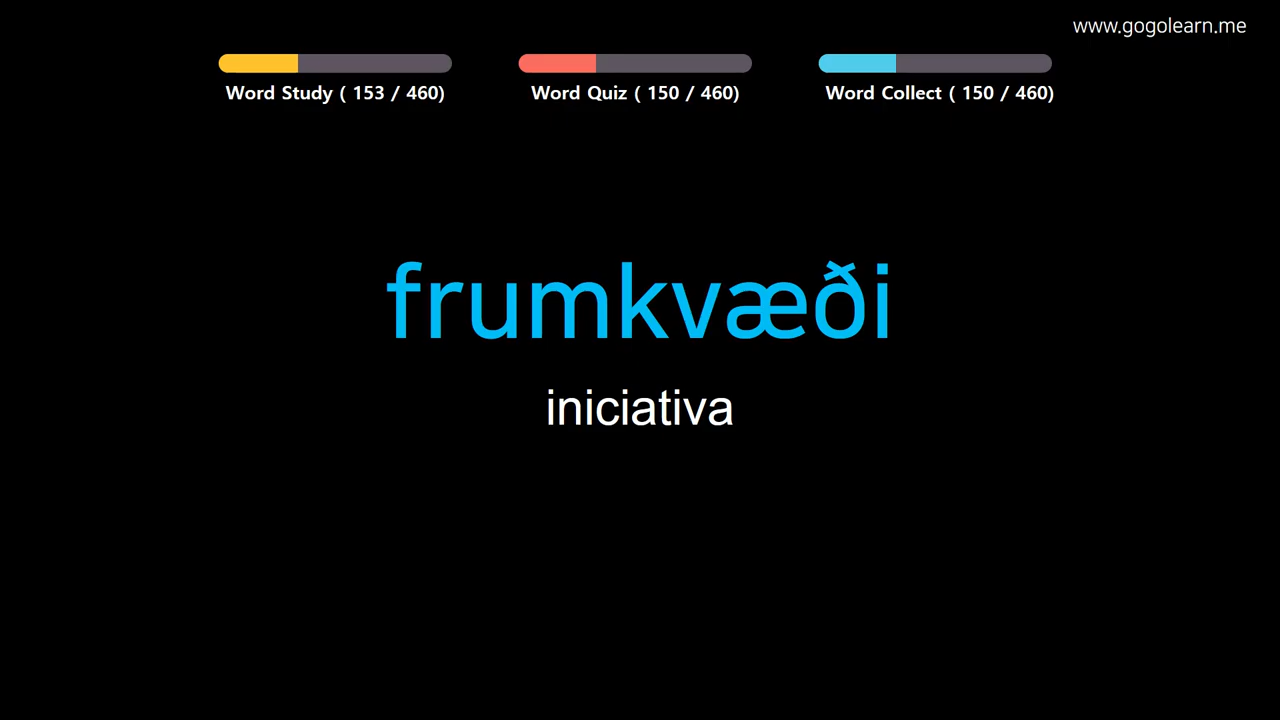 www.gogolearn.me
Word Study ( 153 / 460)
Word Quiz ( 150 / 460)
Word Collect ( 150 / 460)
frumkvæði
iniciativa